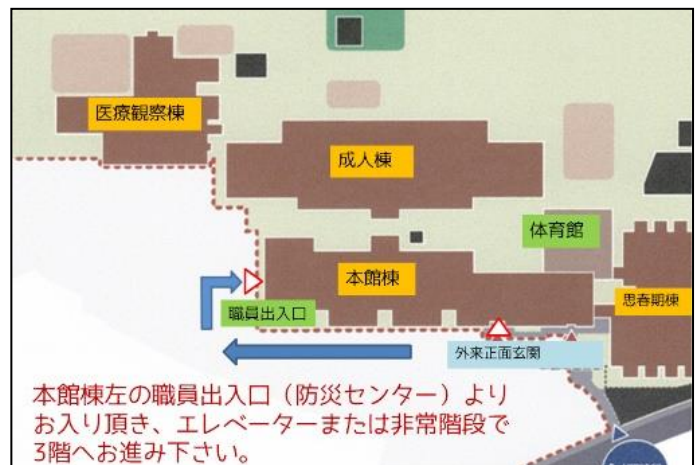 医療観察棟
成人棟
体育館
本館棟
思春期棟
職員出入口
外来正面玄関
本館棟左の職員出入口（防災センター）より
お入り頂き、エレベーターまたは非常階段で
3階へお進み下さい。